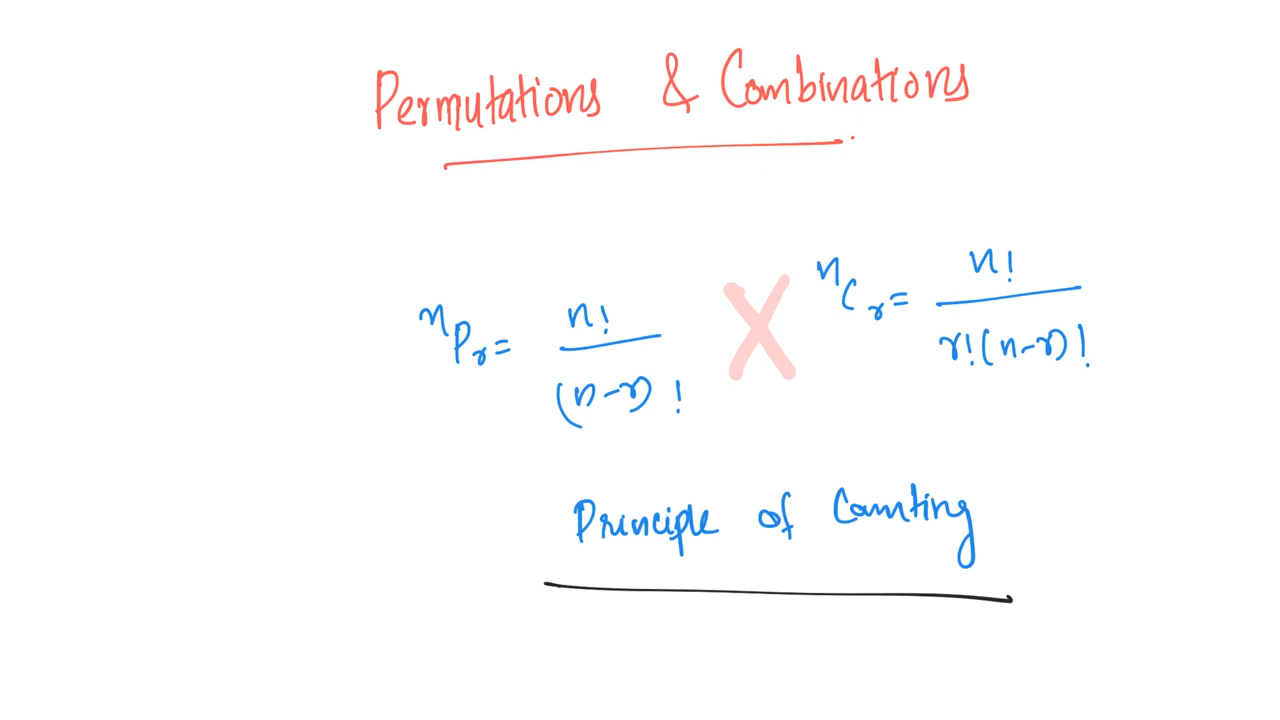 Permutations & Combinations
ⁿPᵣ = n! / (n-r)! X ⁿCᵣ = n! / r!(n-r)!
Principle of Counting